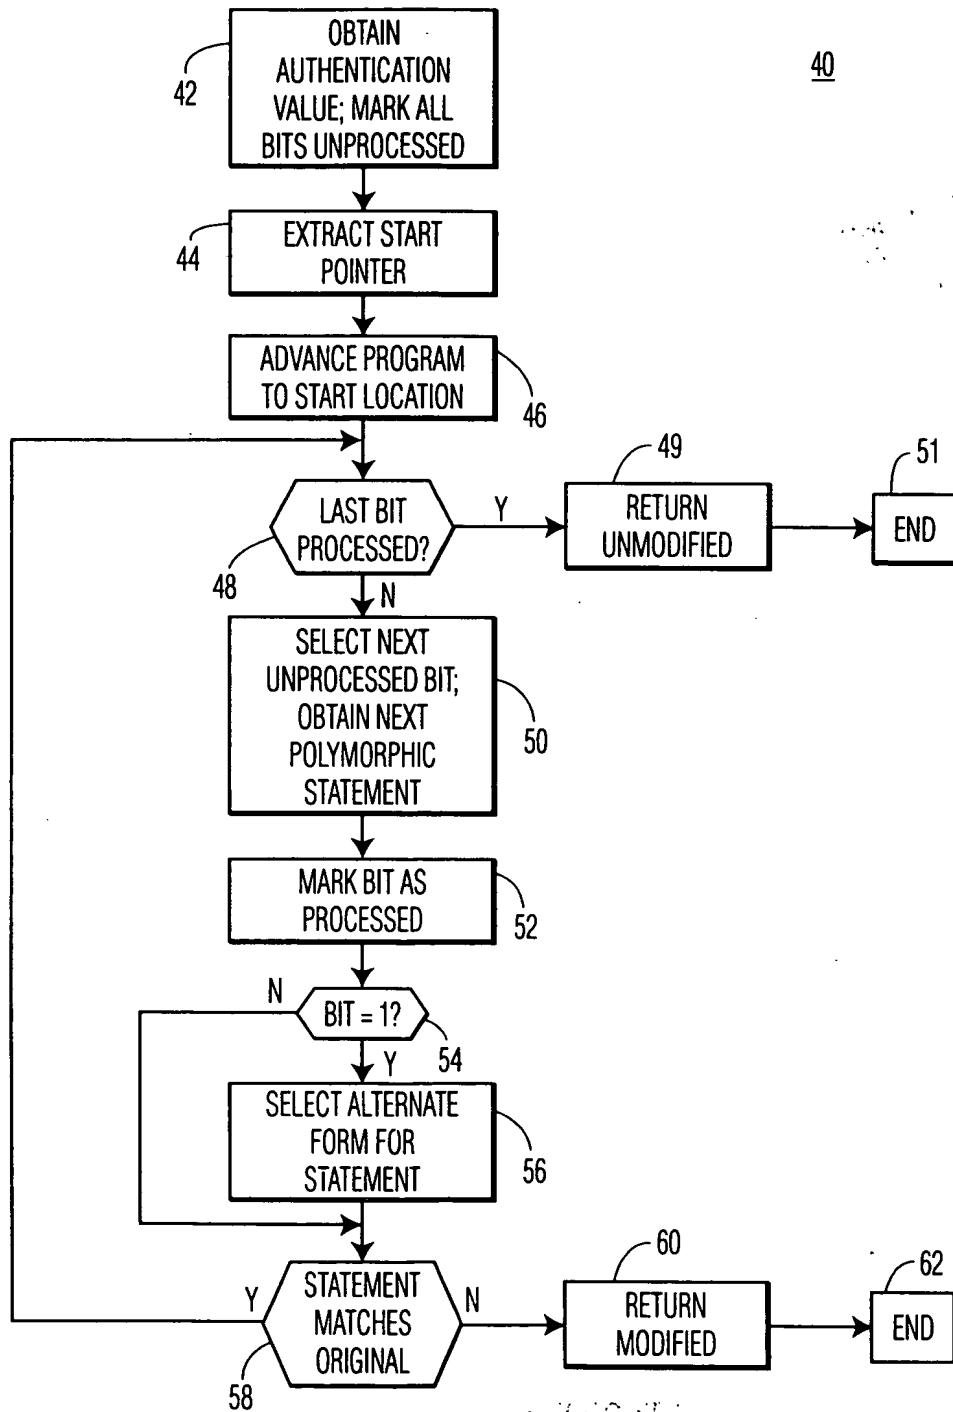 OBTAIN
AUTHENTICATION
VALUE; MARK ALL
BITS UNPROCESSED
42
40
EXTRACT START
POINTER
44
ADVANCE PROGRAM
TO START LOCATION
46
LAST BIT
PROCESSED?
48
Y
N
49
RETURN
UNMODIFIED
51
END
SELECT NEXT
UNPROCESSED BIT;
OBTAIN NEXT
POLYMORPHIC
STATEMENT
50
MARK BIT AS
PROCESSED
52
N
BIT = 1?
54
Y
SELECT ALTERNATE
FORM FOR
STATEMENT
56
Y
STATEMENT
MATCHES
ORIGINAL
58
N
60
RETURN
MODIFIED
62
END